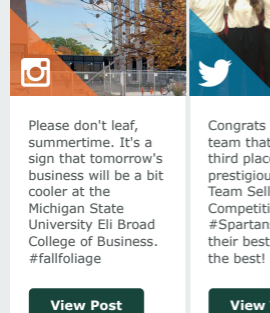 Please don't leaf,
summertime. It's a
sign that tomorrow's
business will be a bit
cooler at the
Michigan State
University Eli Broad
College of Business.
#fallfoliage
View Post
Congrats
team that
third place
prestigiou
Team Sell
Competiti
#Spartan
their best
the best!
View